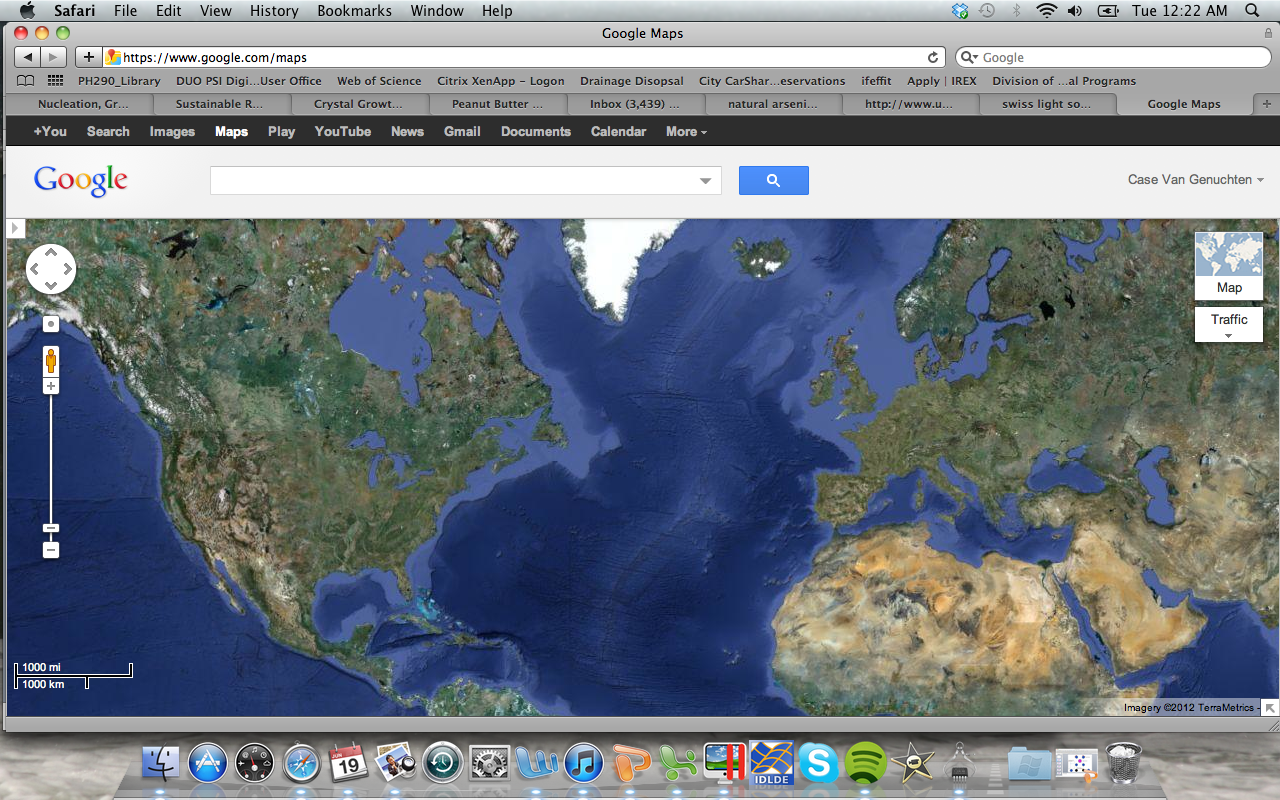 Safari File Edit View History Bookmarks Window Help Tue 12:22 AM
Google Maps
https://www.google.com/maps Google
PH290_Library DUO PSI Digi...User Office Web of Science Citrix XenApp - Logon Drainage Disopsal City CarShar...eservations ifeffit Apply | IREX Division of ...al Programs
Nucleation, Gr... Sustainable R... Crystal Growt... Peanut Butter ... Inbox (3,439) ... natural arseni... http://www.u... swiss light so... Google Maps
+You Search Images Maps Play YouTube News Gmail Documents Calendar More
Google Case Van Genuchten
Map
Traffic
1000 mi
1000 km
Imagery ©2012 TerraMetrics -
19
IDLDE